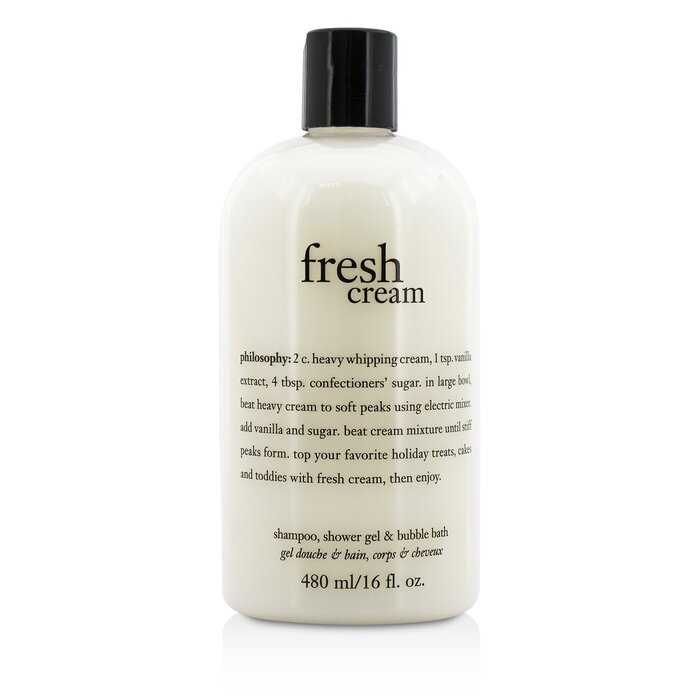 fresh
cream
philosophy: 2 c. heavy whipping cream, 1 tsp. vanilla
extract, 4 tbsp. confectioners' sugar. in large bowl,
beat heavy cream to soft peaks using electric mixer.
add vanilla and sugar. beat cream mixture until stiff
peaks form. top your favorite holiday treats, cakes
and toddies with fresh cream, then enjoy.
shampoo, shower gel & bubble bath
gel douche & bain, corps & cheveux
480 ml/16 fl. oz.